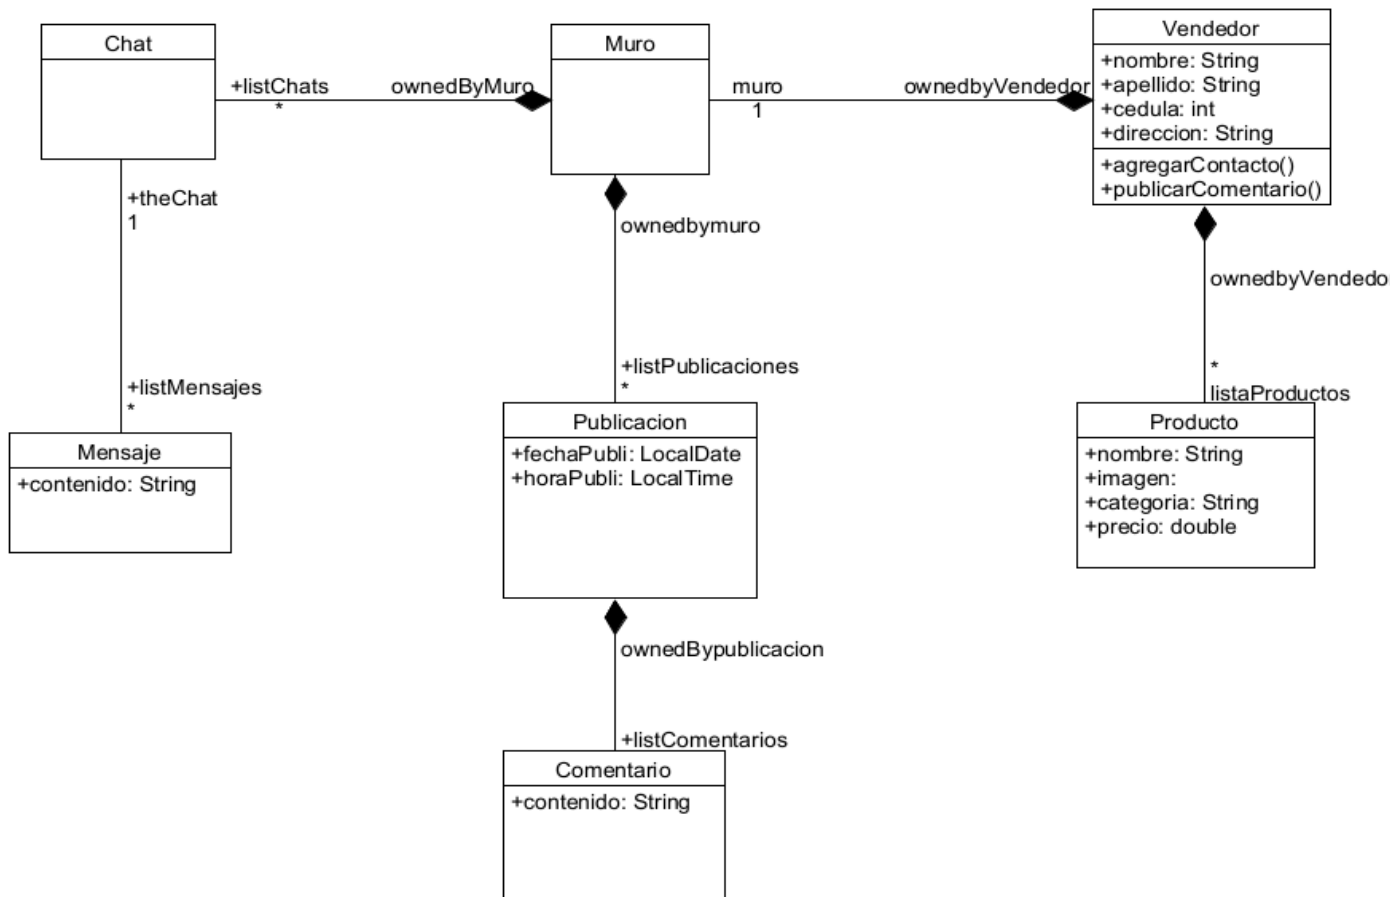 Chat
+listChats
*
ownedByMuro
Muro
muro
1
ownedbyVendedor
Vendedor
+nombre: String
+apellido: String
+cedula: int
+direccion: String
+agregarContacto()
+publicarComentario()
+theChat
1
+listMensajes
*
Mensaje
+contenido: String
ownedbymuro
+listPublicaciones
*
Publicacion
+fechaPubli: LocalDate
+horaPubli: LocalTime
ownedbyVendedor
*
listaProductos
Producto
+nombre: String
+imagen:
+categoria: String
+precio: double
ownedBypublicacion
+listComentarios
Comentario
+contenido: String